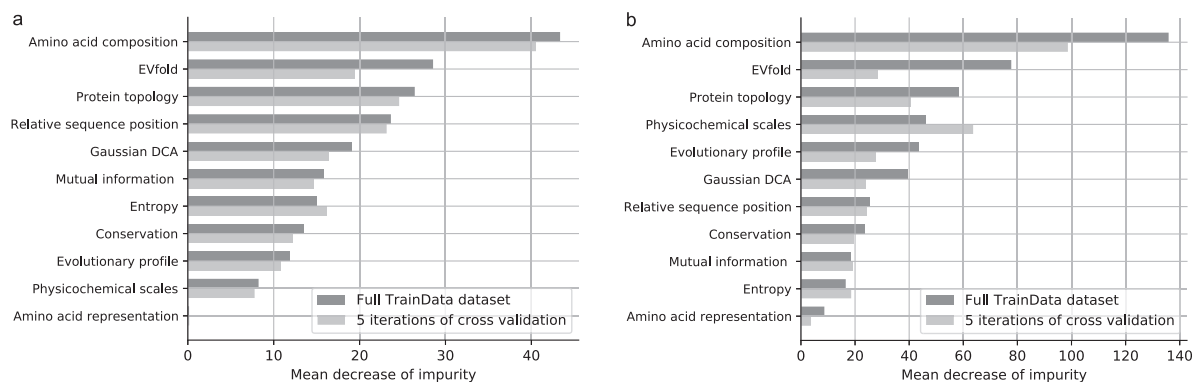 a
Amino acid composition
EVfold
Protein topology
Relative sequence position
Gaussian DCA
Mutual information
Entropy
Conservation
Evolutionary profile
Physicochemical scales
Amino acid representation
Full TrainData dataset
5 iterations of cross validation
0 10 20 30 40
Mean decrease of impurity
b
Amino acid composition
EVfold
Protein topology
Physicochemical scales
Evolutionary profile
Gaussian DCA
Relative sequence position
Conservation
Mutual information
Entropy
Amino acid representation
Full TrainData dataset
5 iterations of cross validation
0 20 40 60 80 100 120 140
Mean decrease of impurity